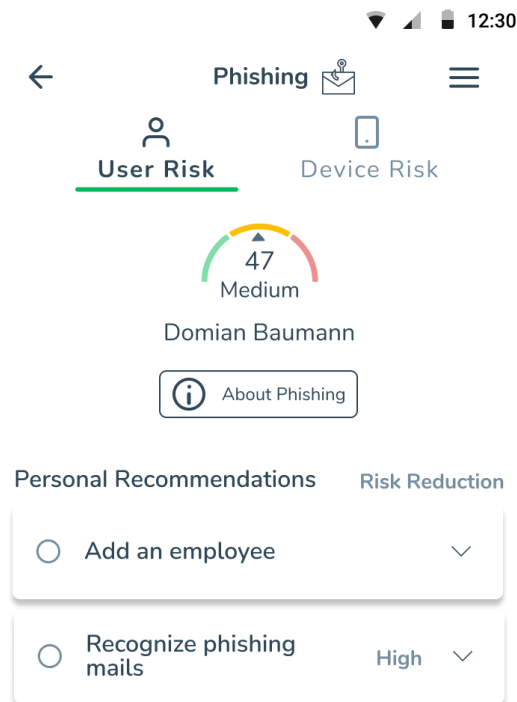 12:30
Phishing
User Risk
Device Risk
47
Medium
Domian Baumann
About Phishing
Personal Recommendations
Risk Reduction
Add an employee
Recognize phishing
mails
High